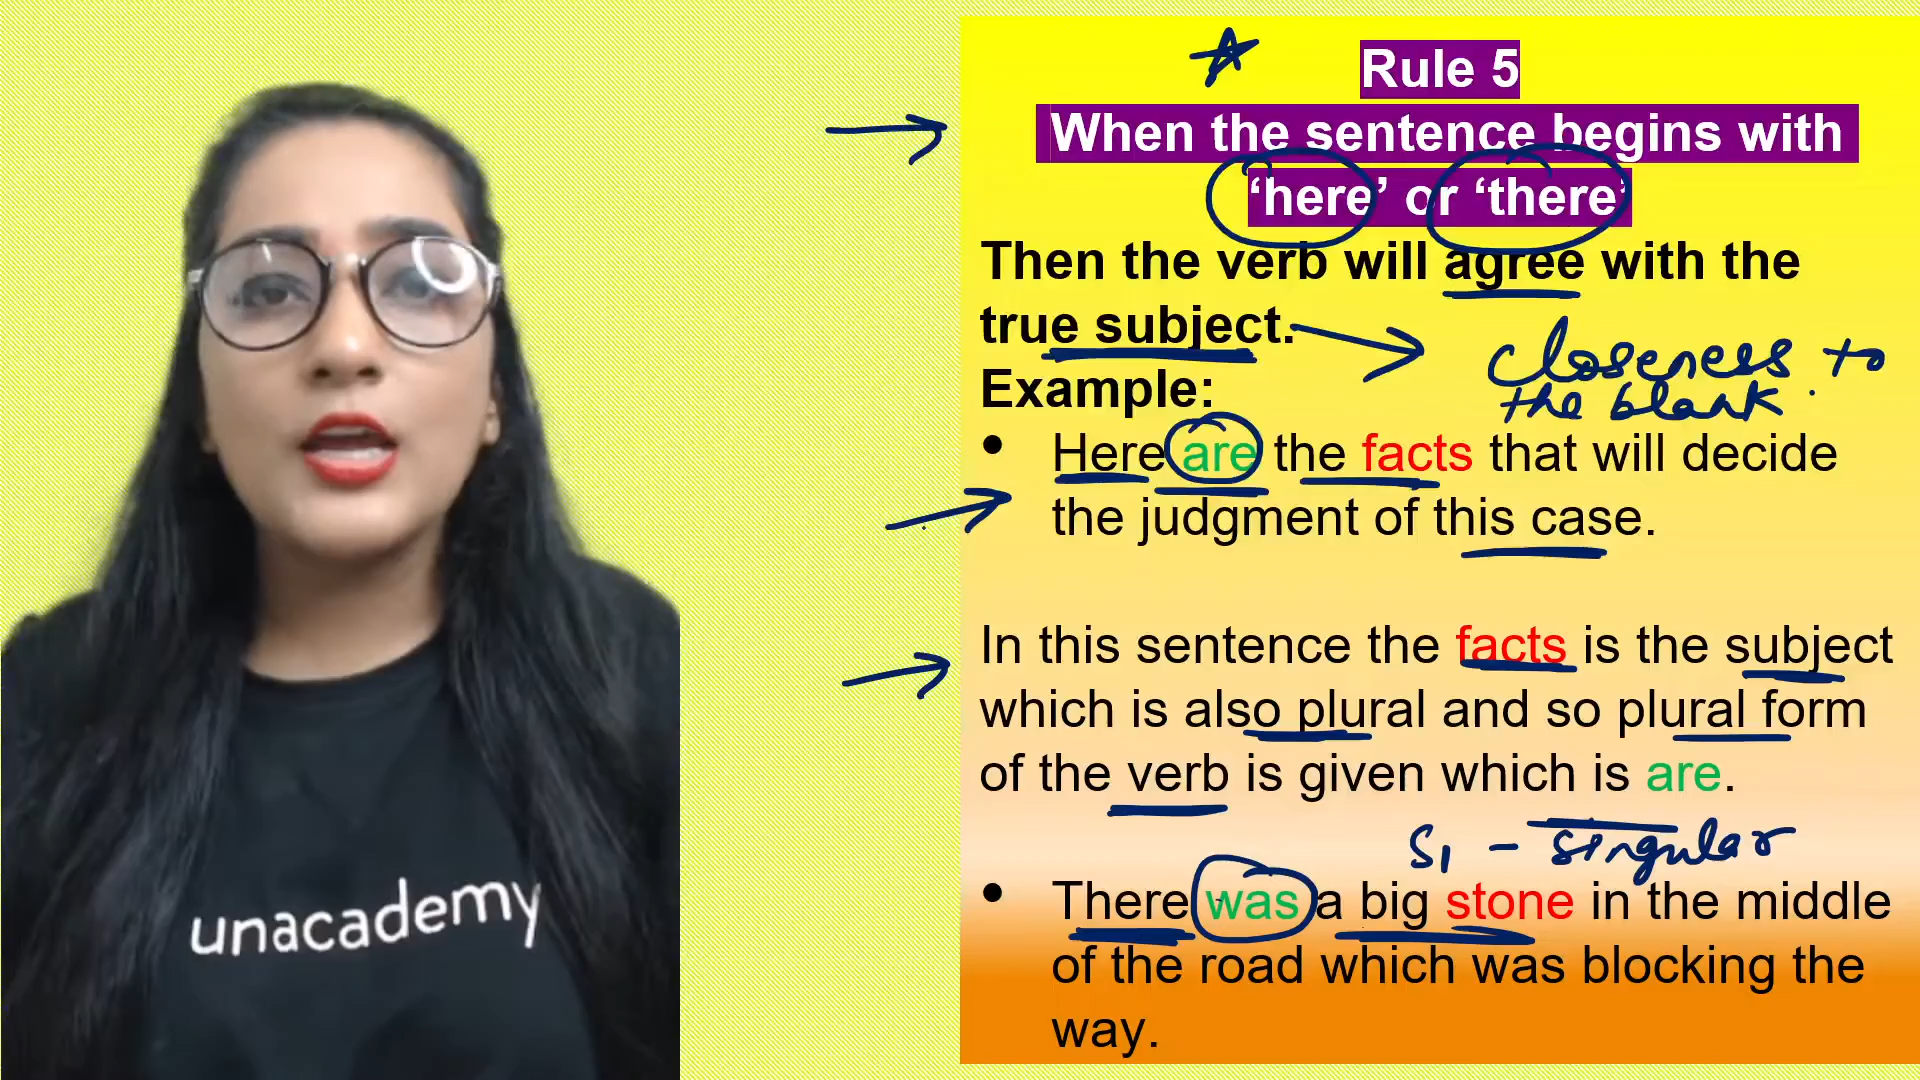 Rule 5
When the sentence begins with
‘here’ or ‘there’
Then the verb will agree with the
true subject.
closeness to
the blank.
Example:
• Here are the facts that will decide
the judgment of this case.
In this sentence the facts is the subject
which is also plural and so plural form
of the verb is given which is are.
S1 - singular
• There was a big stone in the middle
of the road which was blocking the
way.
unacademy